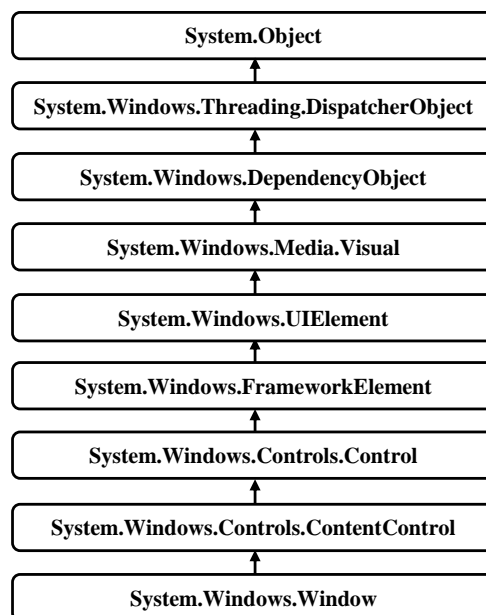 System.Object
System.Windows.Threading.DispatcherObject
System.Windows.DependencyObject
System.Windows.Media.Visual
System.Windows.UIElement
System.Windows.FrameworkElement
System.Windows.Controls.Control
System.Windows.Controls.ContentControl
System.Windows.Window